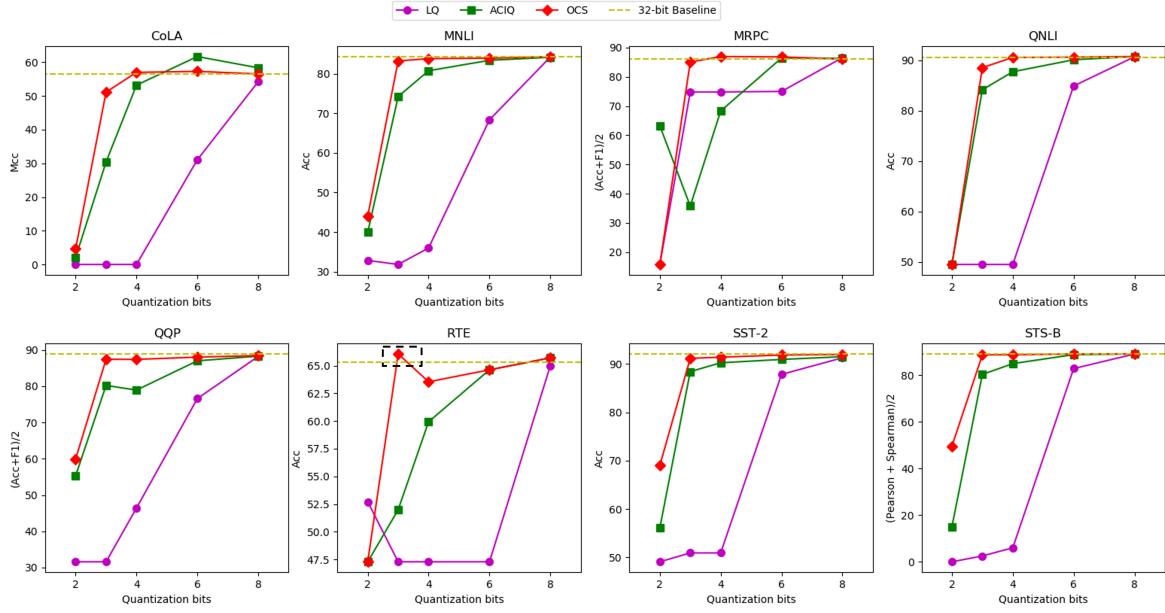 LQ ACIQ OCS 32-bit Baseline
CoLA
Mcc
60
50
40
30
20
10
0
2 4 6 8
Quantization bits
MNLI
Acc
80
70
60
50
40
30
2 4 6 8
Quantization bits
MRPC
(Acc+F1)/2
90
80
70
60
50
40
30
20
2 4 6 8
Quantization bits
QNLI
Acc
90
80
70
60
50
2 4 6 8
Quantization bits
QQP
(Acc+F1)/2
90
80
70
60
50
40
30
2 4 6 8
Quantization bits
RTE
Acc
65.0
62.5
60.0
57.5
55.0
52.5
50.0
47.5
2 4 6 8
Quantization bits
SST-2
Acc
90
80
70
60
50
2 4 6 8
Quantization bits
STS-B
(Pearson + Spearman)/2
80
60
40
20
0
2 4 6 8
Quantization bits